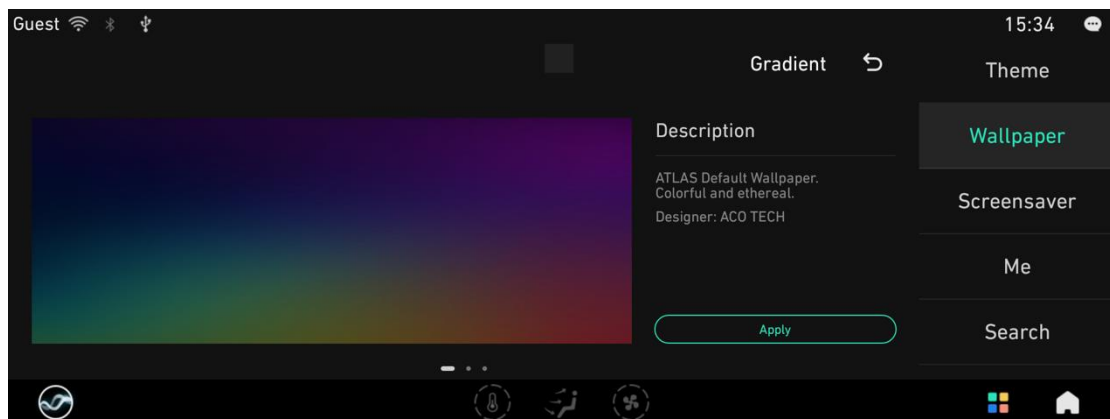 Guest
15:34
Gradient
Theme
Description
Wallpaper
ATLAS Default Wallpaper.
Colorful and ethereal.
Designer: ACO TECH
Screensaver
Me
Apply
Search